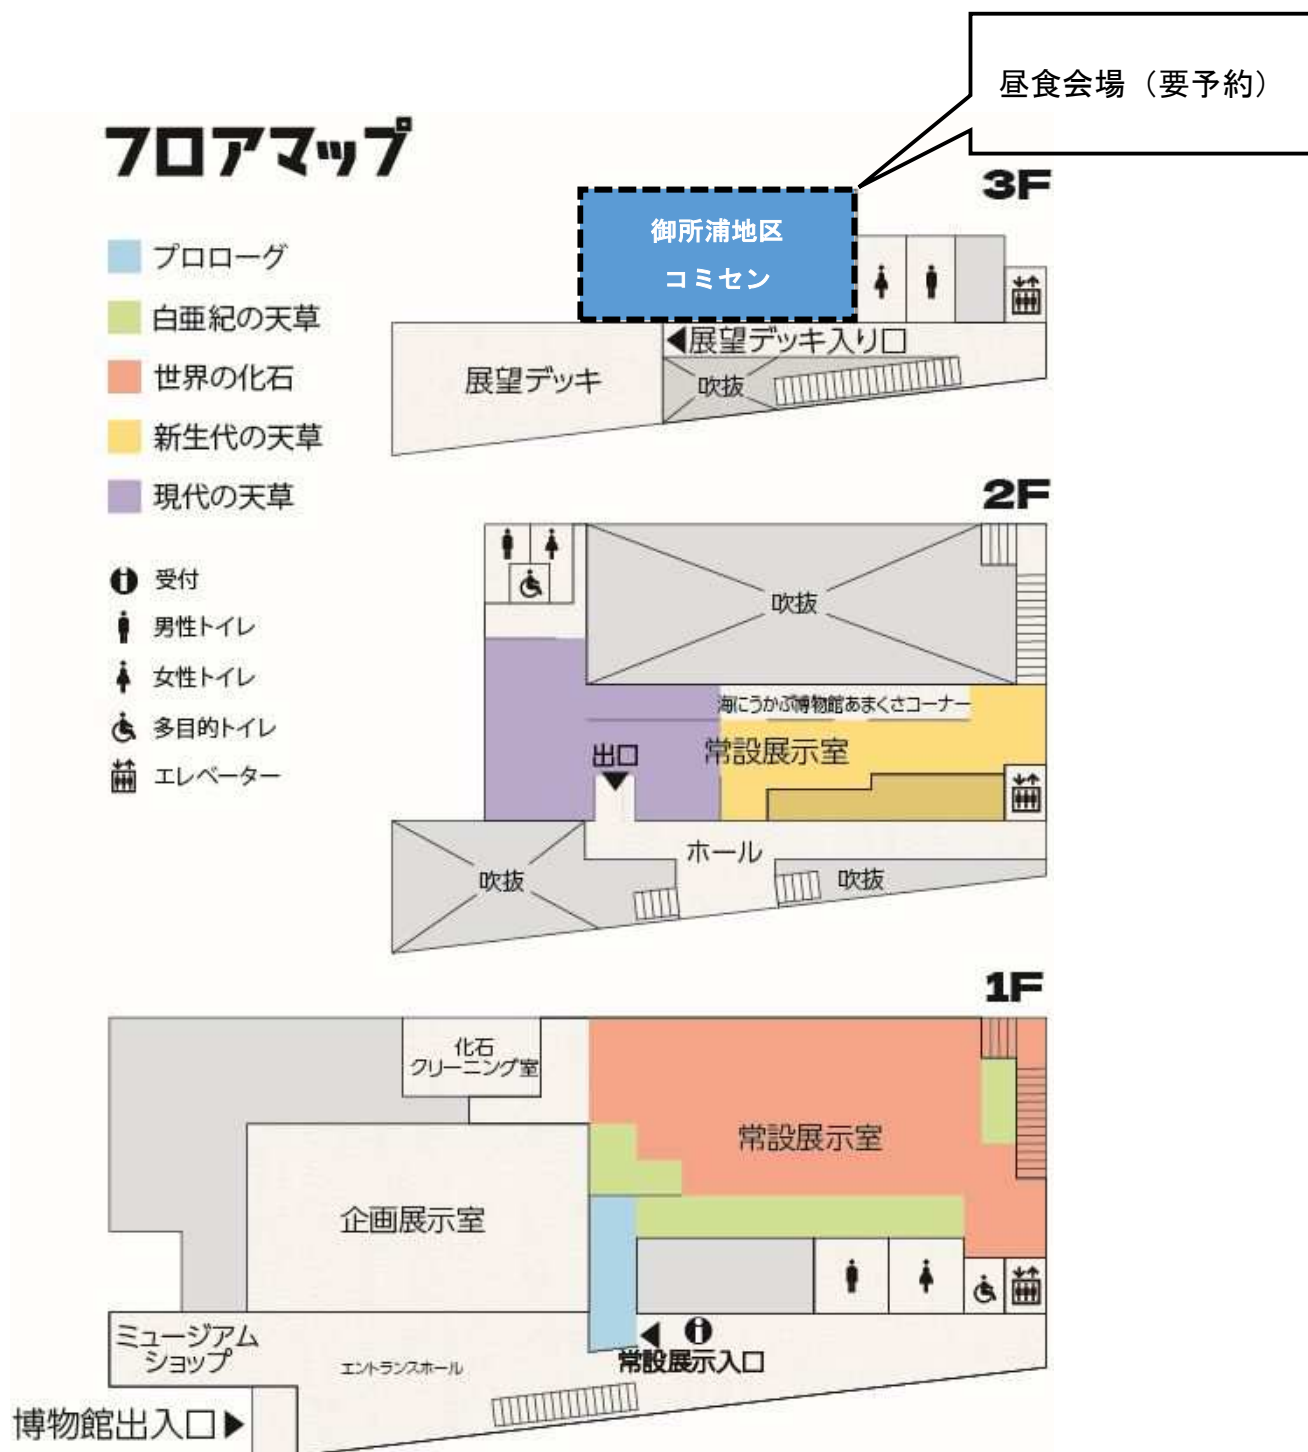 昼食会場（要予約）
フロアマップ
プロローグ
白亜紀の天草
世界の化石
新生代の天草
現代の天草
受付
男性トイレ
女性トイレ
多目的トイレ
エレベーター
3F
御所浦地区
コミセン
◀展望デッキ入り口
展望デッキ
吹抜
2F
吹抜
海にうかぶ博物館あまくさコーナー
常設展示室
出口
▼
ホール
吹抜
吹抜
1F
化石
クリーニング室
常設展示室
企画展示室
ミュージアム
ショップ
エントランスホール
◀
常設展示入口
博物館出入口▶